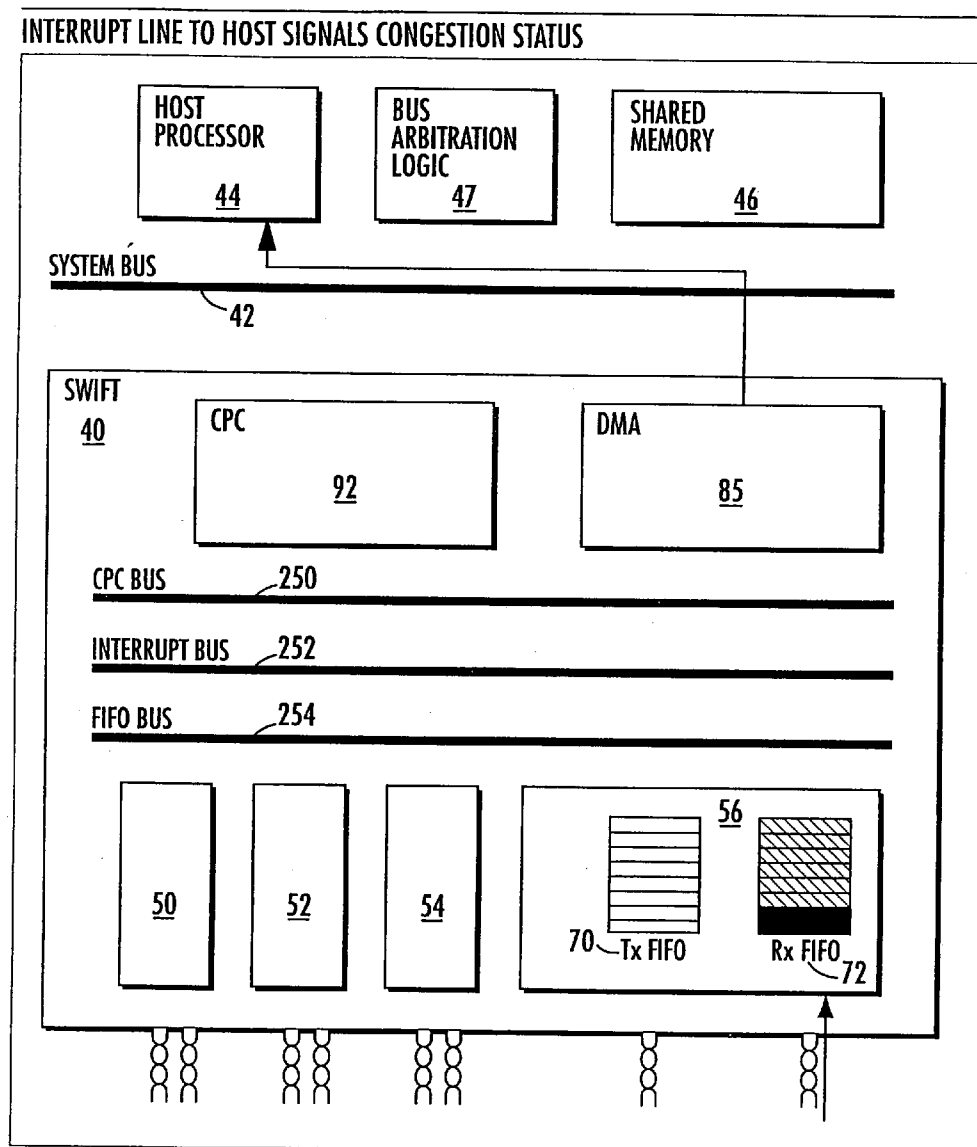 INTERRUPT LINE TO HOST SIGNALS CONGESTION STATUS
HOST
PROCESSOR
44
BUS
ARBITRATION
LOGIC
47
SHARED
MEMORY
46
SYSTEM BUS
42
SWIFT
40
CPC
92
DMA
85
CPC BUS
250
INTERRUPT BUS
252
FIFO BUS
254
50
52
54
56
70
Tx FIFO
Rx FIFO
72